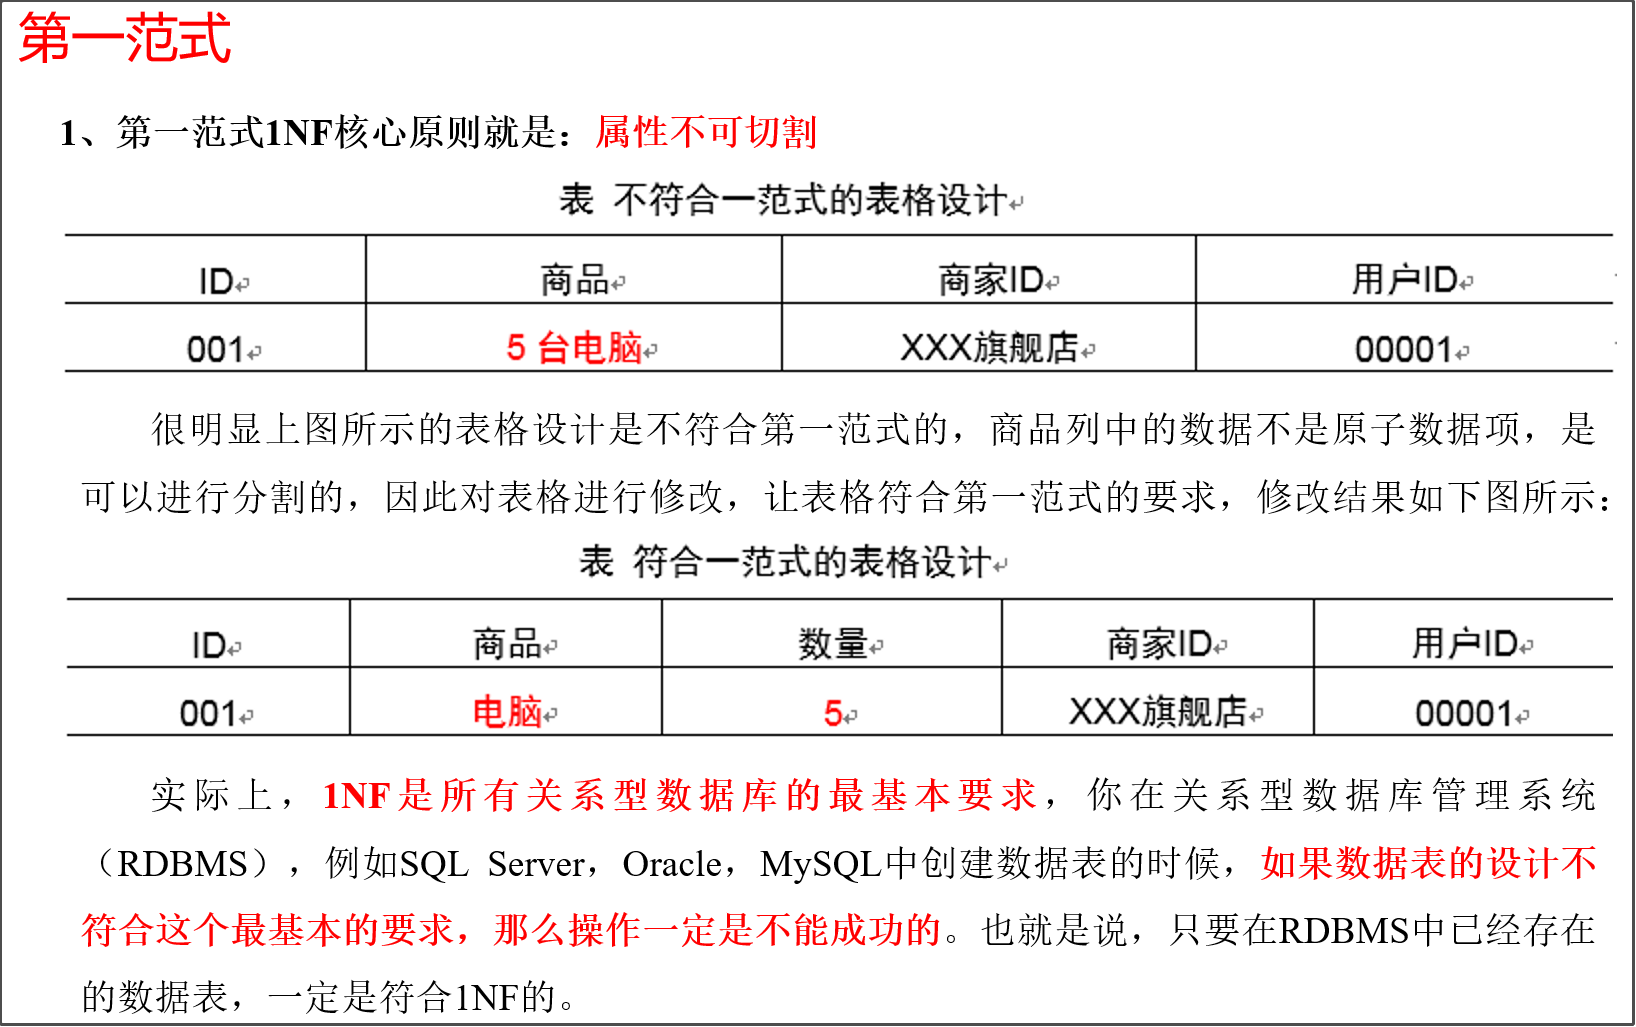 第一范式
1、第一范式1NF核心原则就是：属性不可切割
表 不符合一范式的表格设计
ID 商品 商家ID 用户ID
001 5 台电脑 XXX旗舰店 00001
很明显上图所示的表格设计是不符合第一范式的，商品列中的数据不是原子数据项，是
可以进行分割的，因此对表格进行修改，让表格符合第一范式的要求，修改结果如下图所示：
表 符合一范式的表格设计
ID 商品 数量 商家ID 用户ID
001 电脑 5 XXX旗舰店 00001
实际上，1NF是所有关系型数据库的最基本要求，你在关系型数据库管理系统
（RDBMS），例如SQL Server，Oracle，MySQL中创建数据表的时候，如果数据表的设计不
符合这个最基本的要求，那么操作一定是不能成功的。也就是说，只要在RDBMS中已经存在
的数据表，一定是符合1NF的。